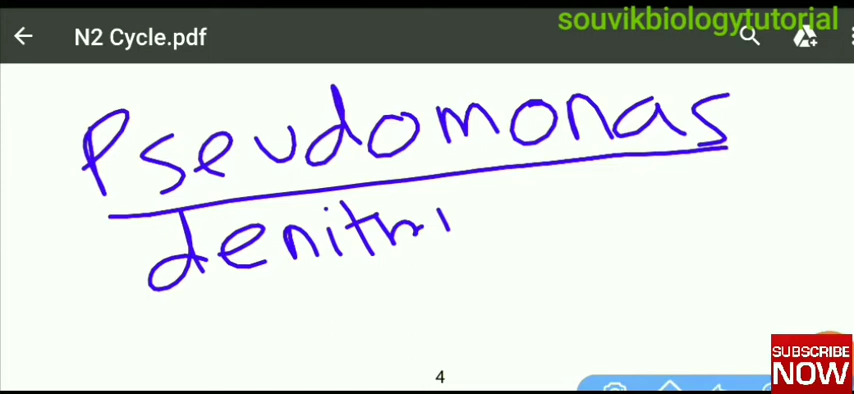 souvikbiologytutorial
N2 Cycle.pdf
Pseudomonas
denitri
4
SUBSCRIBE
NOW